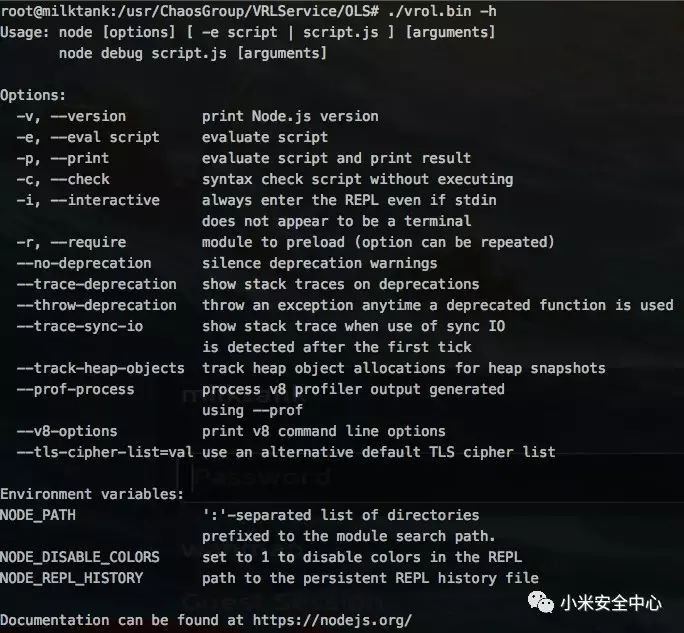 root@milktank:/usr/ChaosGroup/VRLService/OLS# ./vrol.bin -h
Usage: node [options] [ -e script | script.js ] [arguments]
       node debug script.js [arguments]

Options:
  -v, --version         print Node.js version
  -e, --eval script     evaluate script
  -p, --print           evaluate script and print result
  -c, --check           syntax check script without executing
  -i, --interactive     always enter the REPL even if stdin
                        does not appear to be a terminal
  -r, --require         module to preload (option can be repeated)
  --no-deprecation      silence deprecation warnings
  --trace-deprecation   show stack traces on deprecations
  --throw-deprecation   throw an exception anytime a deprecated function is used
  --trace-sync-io       show stack trace when use of sync IO
                        is detected after the first tick
  --track-heap-objects  track heap object allocations for heap snapshots
  --prof-process        process v8 profiler output generated
                        using --prof
  --v8-options          print v8 command line options
  --tls-cipher-list=val use an alternative default TLS cipher list
Password

Environment variables:
NODE_PATH               ':'-separated list of directories
                        prefixed to the module search path.
NODE_DISABLE_COLORS     set to 1 to disable colors in the REPL
NODE_REPL_HISTORY       path to the persistent REPL history file
Guest Session
小米安全中心

Documentation can be found at https://nodejs.org/